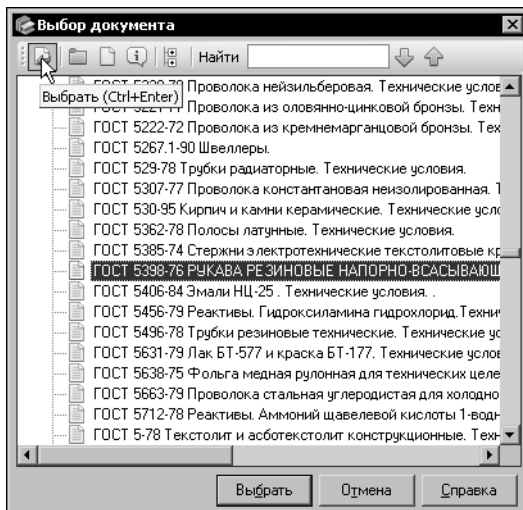 Выбор документа
Найти
ГОСТ 5220-78 Проволока нейзильберовая. Технические услов
Выбрать (Ctrl+Enter)
Проволока из оловянно-цинковой бронзы. Техн
ГОСТ 5222-72 Проволока из кремнемарганцовой бронзы. Тех
ГОСТ 5267.1-90 Швеллеры.
ГОСТ 529-78 Трубки радиаторные. Технические условия.
ГОСТ 5307-77 Проволока константановая неизолированная. Т
ГОСТ 530-95 Кирпич и камни керамические. Технические усло
ГОСТ 5362-78 Полосы латунные. Технические условия.
ГОСТ 5385-74 Стержни электротехнические текстолитовые кр
ГОСТ 5398-76 РУКАВА РЕЗИНОВЫЕ НАПОРНО-ВСАСЫВАЮЩ
ГОСТ 5406-84 Эмали НЦ-25 . Технические условия. .
ГОСТ 5456-79 Реактивы. Гидроксиламина гидрохлорид.Технич
ГОСТ 5496-78 Трубки резиновые технические. Технические ус
ГОСТ 5631-79 Лак БТ-577 и краска БТ-177. Технические услов
ГОСТ 5638-75 Фольга медная рулонная для технических целе
ГОСТ 5663-79 Проволока стальная углеродистая для холодно
ГОСТ 5712-78 Реактивы. Аммоний щавелевой кислоты 1-водн
ГОСТ 5-78 Текстолит и асботекстолит конструкционные. Техн
Выбрать Отмена Справка